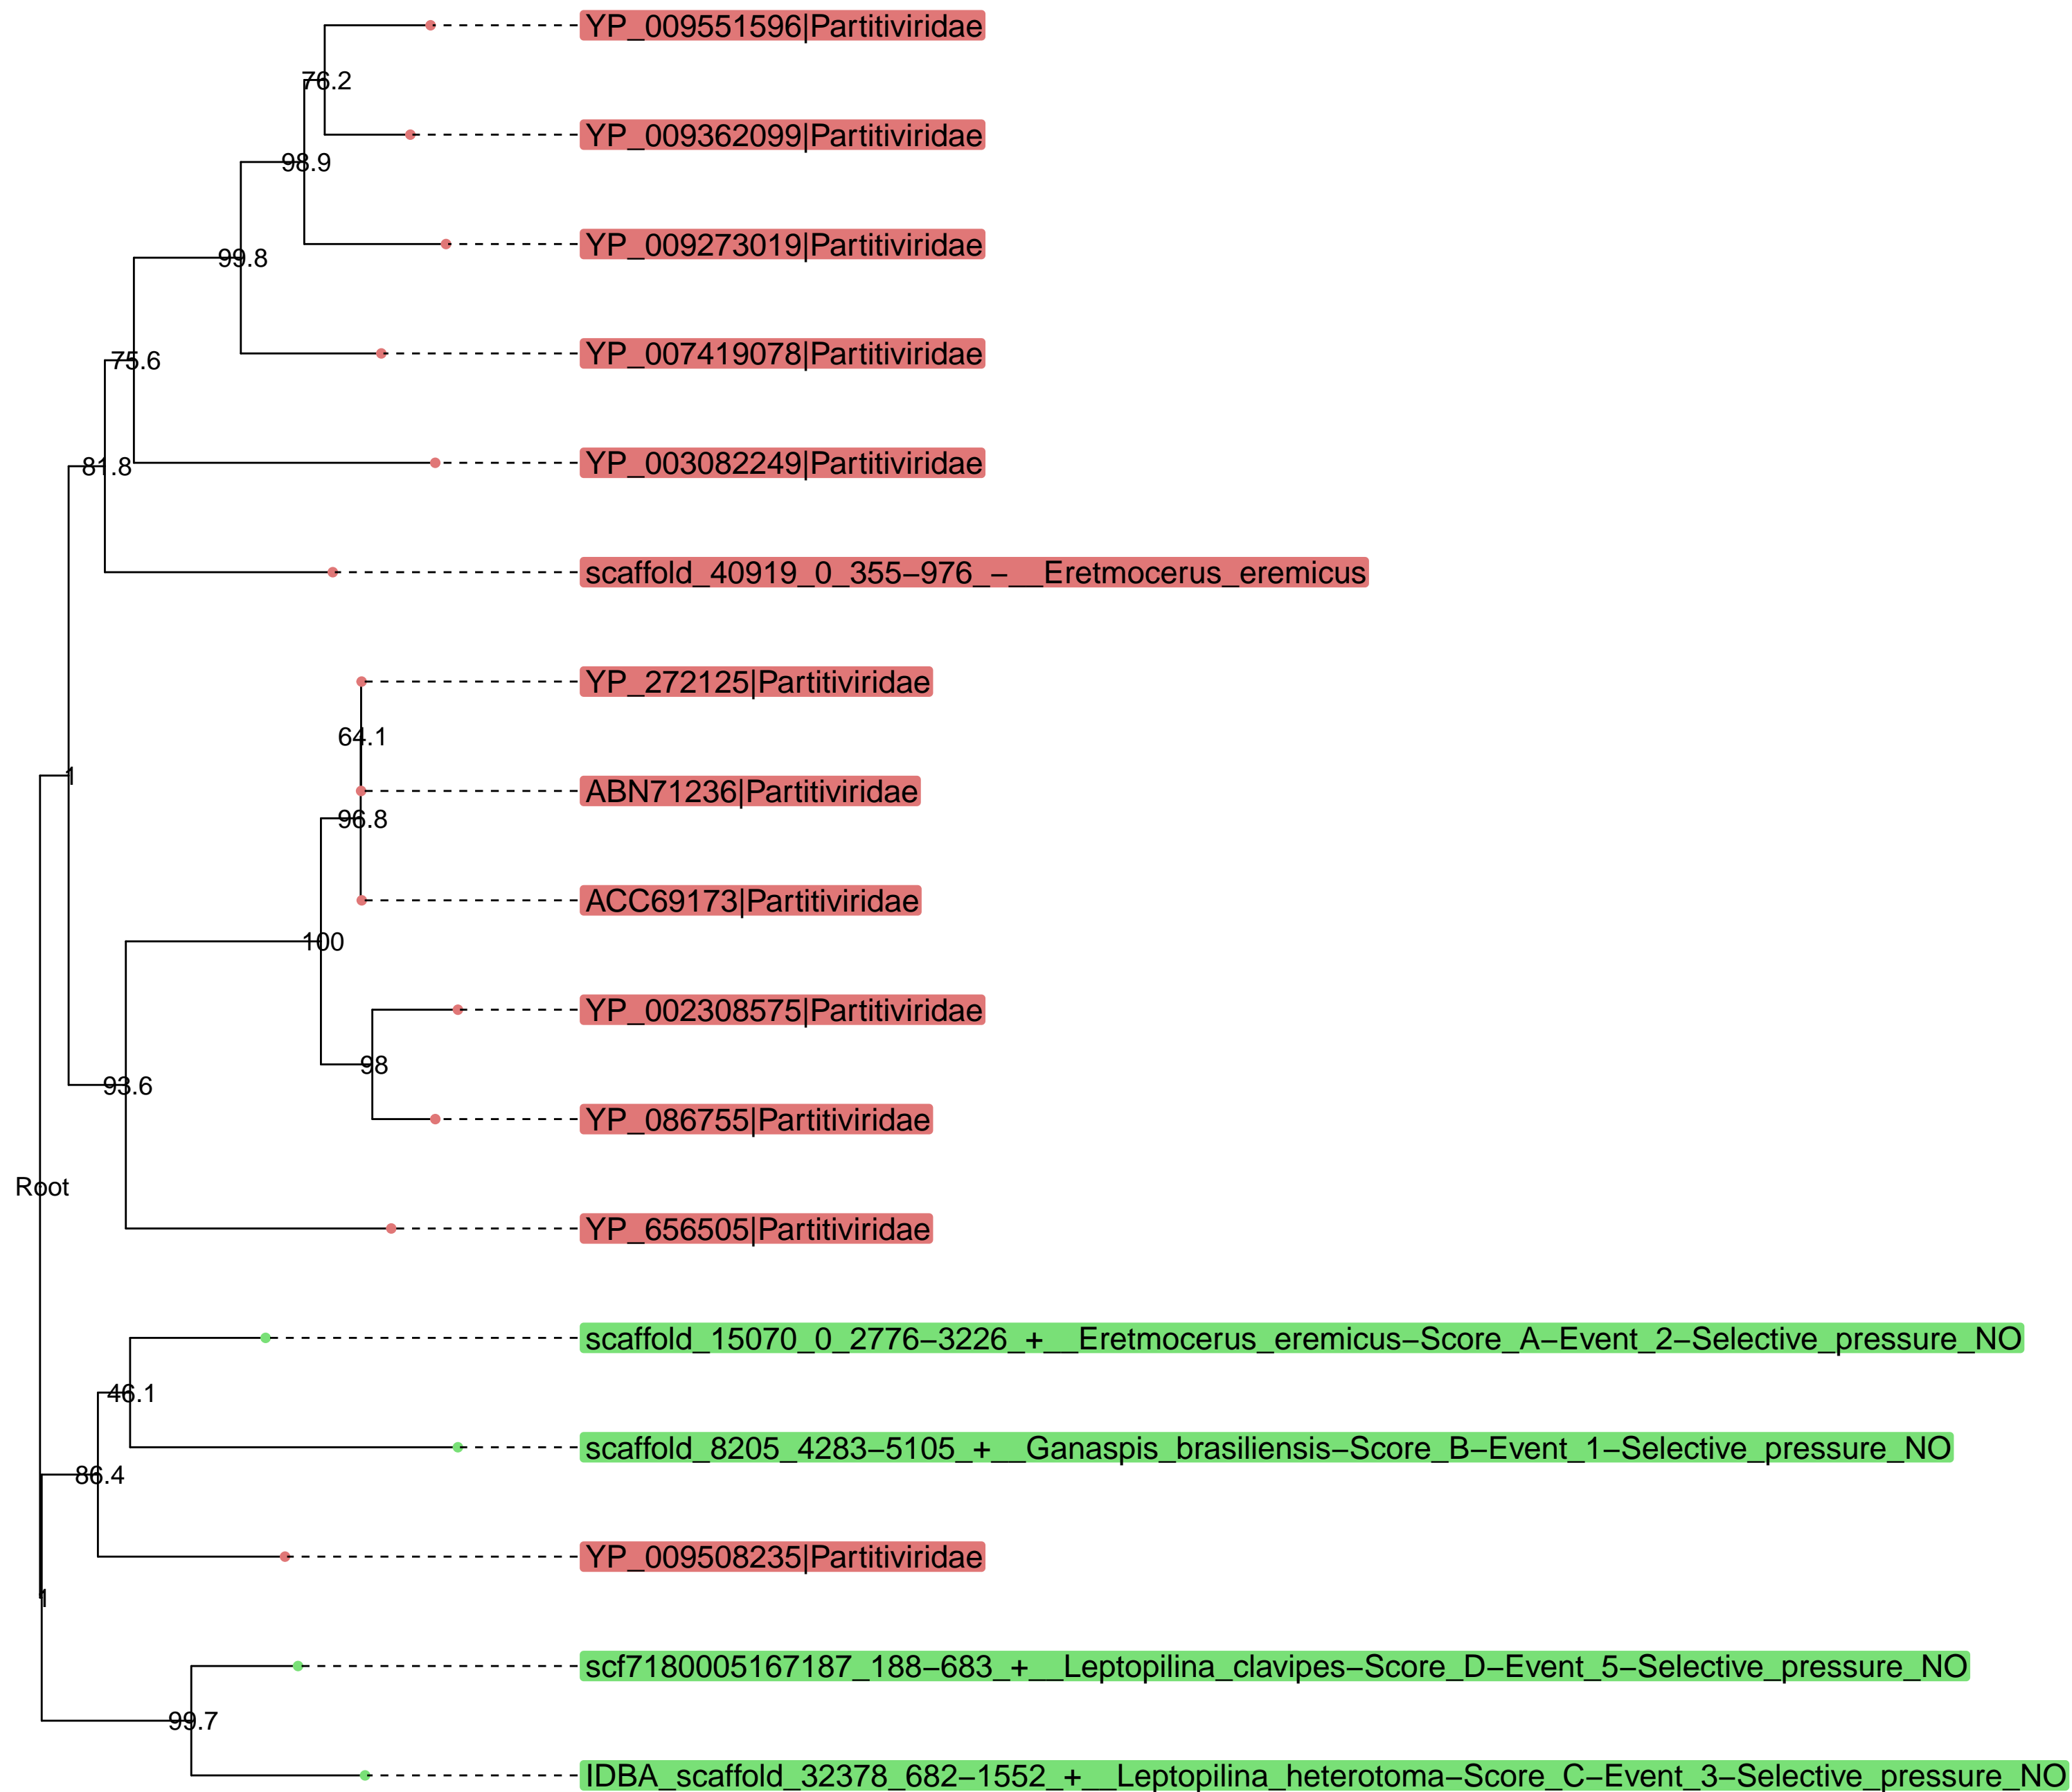 YP_009551596|Partitiviridae
76.2
YP_009362099|Partitiviridae
98.9
YP_009273019|Partitiviridae
99.8
YP_007419078|Partitiviridae
75.6
YP_003082249|Partitiviridae
81.8
scaffold_40919_0_355−976_−__Eretmocerus_eremicus
YP_272125|Partitiviridae
64.1
1
ABN71236|Partitiviridae
96.8
ACC69173|Partitiviridae
100
YP_002308575|Partitiviridae
98
93.6
YP_086755|Partitiviridae
Root
YP_656505|Partitiviridae
scaffold_15070_0_2776−3226_+__Eretmocerus_eremicus−Score_A−Event_2−Selective_pressure_NO
46.1
scaffold_8205_4283−5105_+__Ganaspis_brasiliensis−Score_B−Event_1−Selective_pressure_NO
86.4
YP_009508235|Partitiviridae
1
scf7180005167187_188−683_+__Leptopilina_clavipes−Score_D−Event_5−Selective_pressure_NO
99.7
IDBA_scaffold_32378_682−1552_+__Leptopilina_heterotoma−Score_C−Event_3−Selective_pressure_NO